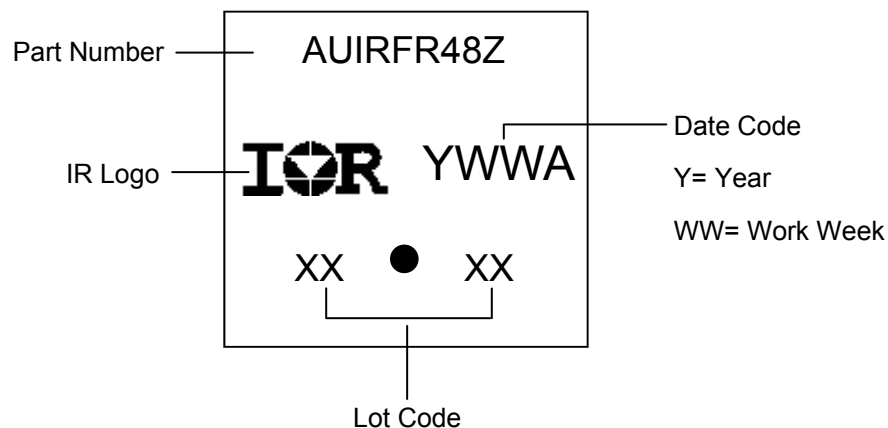 Part Number
AUIRFR48Z
IR Logo
IOR
YWWA
Date Code
Y= Year
WW= Work Week
XX ● XX
Lot Code